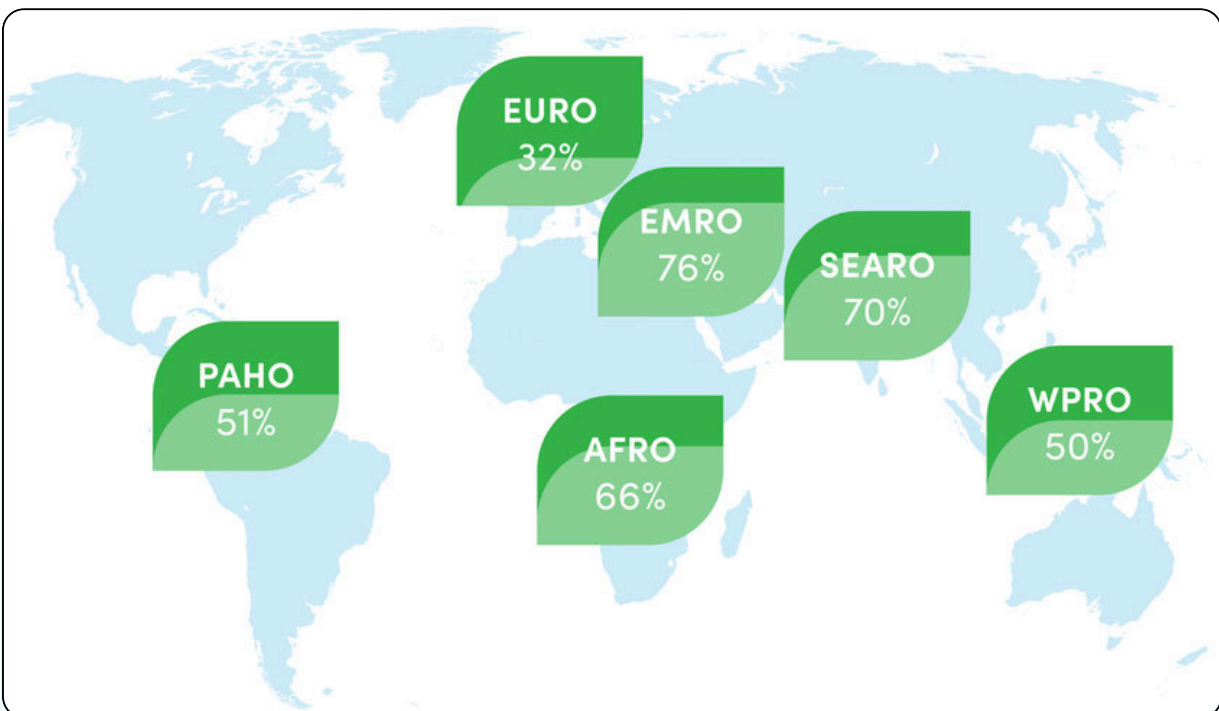 EURO
32%
EMRO
76%
SEARO
70%
PAHO
51%
WPRO
50%
AFRO
66%